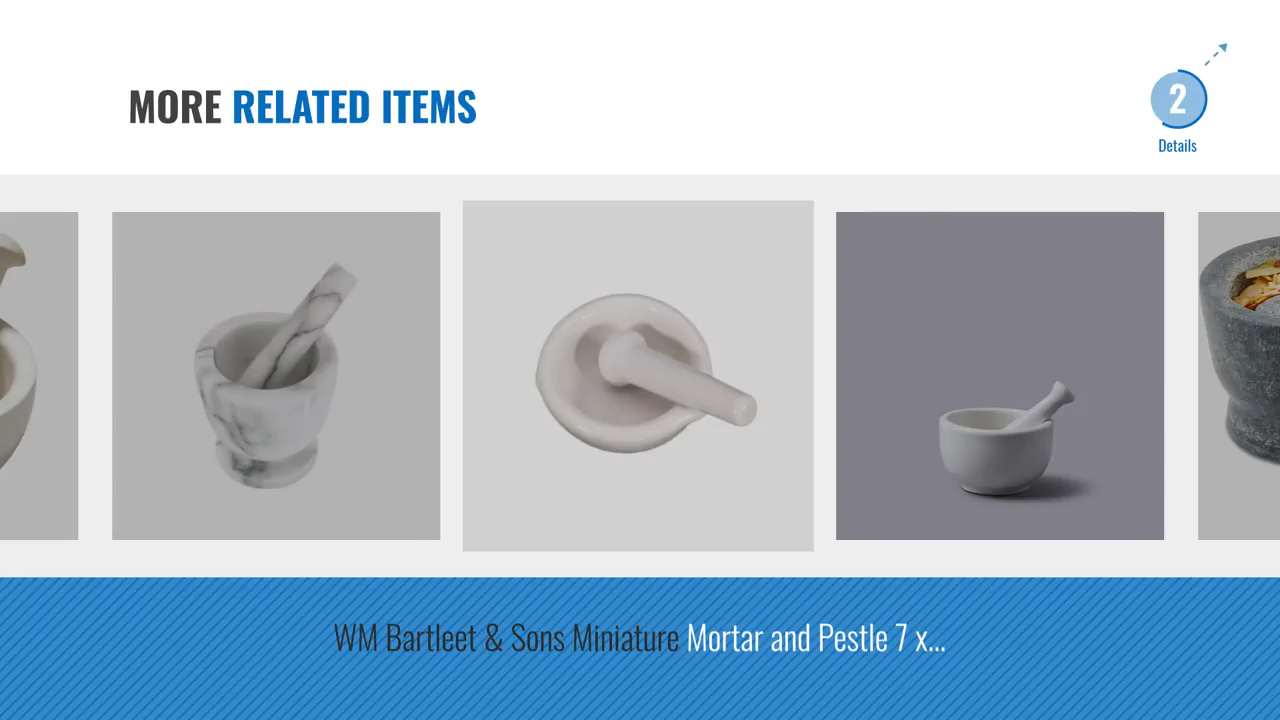 MORE RELATED ITEMS
2
Details
WM Bartleet & Sons Miniature Mortar and Pestle 7 x...